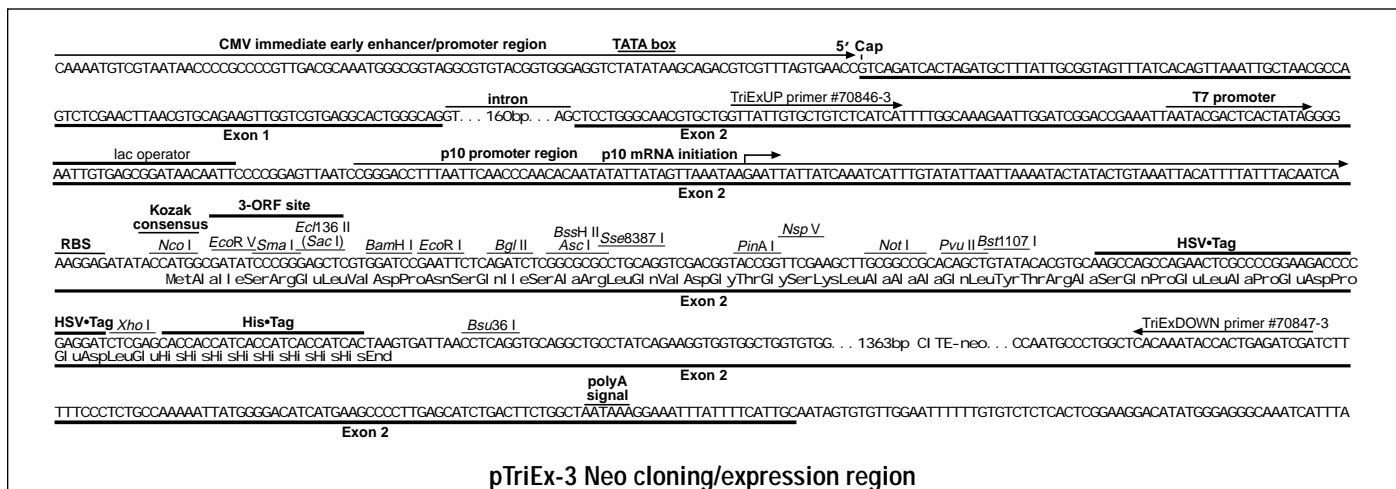 CMV immediate early enhancer/promoter region TATA box 5' Cap
CAAAATGTCGTAATAACCCCGCCCCGTTGACGCAAATGGGCGGTAGGCGTGTACGGTGGGAGGTCTATATAAGCAGACGTCGTTTAGTGAACCGTCAGATCACTAGATGCTTTATTGCGGTAGTTTATCACAGTTAAATTGCTAACGCCA
intron TriExUP primer #70846-3 T7 promoter
GTCTCGAACTTAACGTGCAGAAGTTGGTCGTGAGGCACTGGGCAGGT... 160bp ...AGCTCCTGGGCAACGTGCTGGTTATTGTGCTGTCTCATCATTTTGGCAAAGAATTGGATCGGACCGAAATTAATACGACTCACTATAGGGG
Exon 1 Exon 2
lac operator p10 promoter region p10 mRNA initiation
AATTGTGAGCGGATAACAATTCCCCGGAGTTAATCCGGGACCTTTAATTCAACCCAACACAATATATTATAGTTAAATAAGAATTATTATCAAATCATTTGTATATTAATTAAAATACTATACTGTAAATTACATTTTATTTACAATCA
Exon 2
RBS Kozak consensus Nco I 3-ORF site EcoR V Sma I Ecl136 II (Sac I) BamH I EcoR I Bgl II BssH II Asc I Sse8387 I PinA I Nsp V Not I Pvu II Bst1107 I HSV•Tag
AAGGAGATATACCATGGCGATATCCCGGGAGCTCGTGGATCCGAATTCTCAGATCTCGGCGCGCCTGCAGGTCGACGGTACCGGTTCGAAGCTTGCGGCCGCACAGCTGTATACACGTGCAAGCCAGCCAGAACTCGCCCCGGAAGACCCC
MetAlaIleSerArgGluLeuValAspProAsnSerGlnIleSerAlaArgLeuGlnValAspGlyThrGlySerLysLeuAlaAlaAlaGlnLeuTyrThrArgAlaSerGlnProGluLeuAlaProGluAspPro
Exon 2
HSV•Tag Xho I His•Tag Bsu36 I TriExDOWN primer #70847-3
GAGGATCTCGAGCACCACCATCACCATCACCATCACTAAGTGATTAACCTCAGGTGCAGGCTGCCTATCAGAAGGTGGTGGCTGGTGTGG... 1363bp CITE-neo ...CCAATGCCCTGGCTCACAAATACCACTGAGATCGATCTT
GluAspLeuGluHisHisHisHisHisHisHisHisEnd
Exon 2
polyA signal
TTTCCCTCTGCCAAAAATTATGGGGACATCATGAAGCCCCTTGAGCATCTGACTTCTGGCTAATAAAGGAAATTTATTTTCATTGCAATAGTGTGTTGGAATTTTTTGTGTCTCTCACTCGGAAGGACATATGGGAGGGCAAATCATTTA
Exon 2
pTriEx-3 Neo cloning/expression region